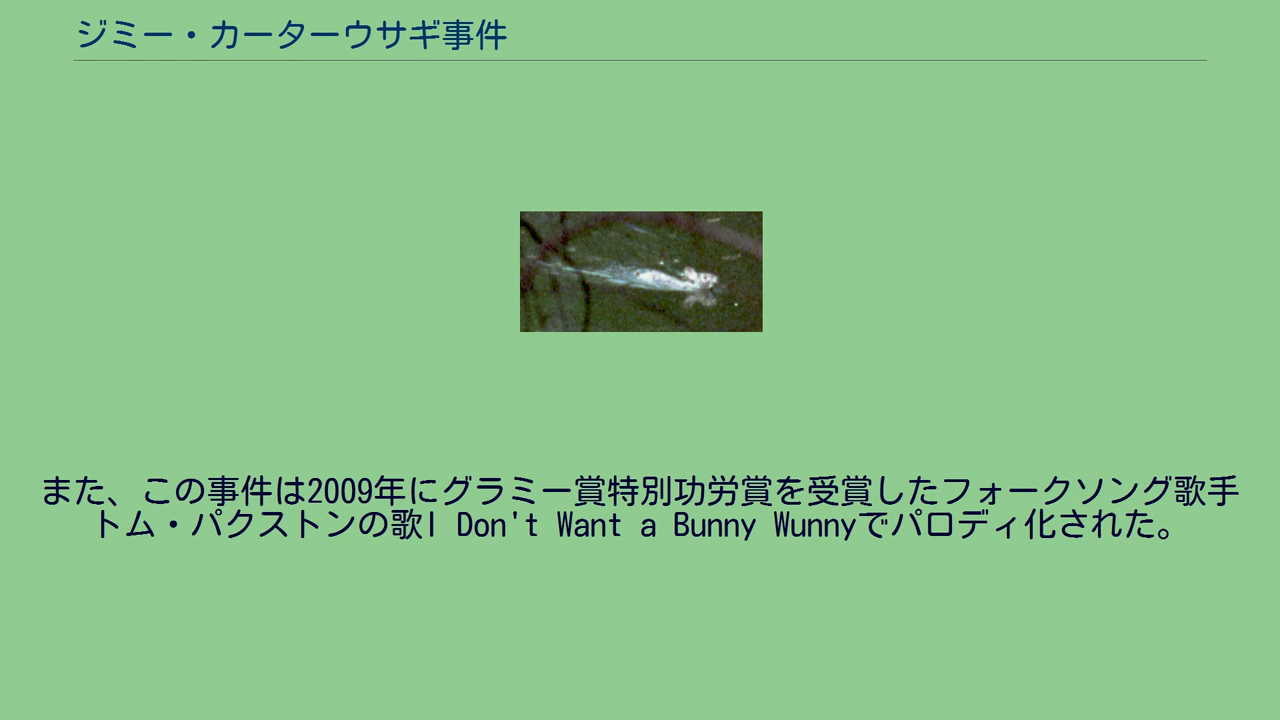 ジミー・カーターウサギ事件
また、この事件は2009年にグラミー賞特別功労賞を受賞したフォークソング歌手
トム・パクストンの歌I Don't Want a Bunny Wunnyでパロディ化された。